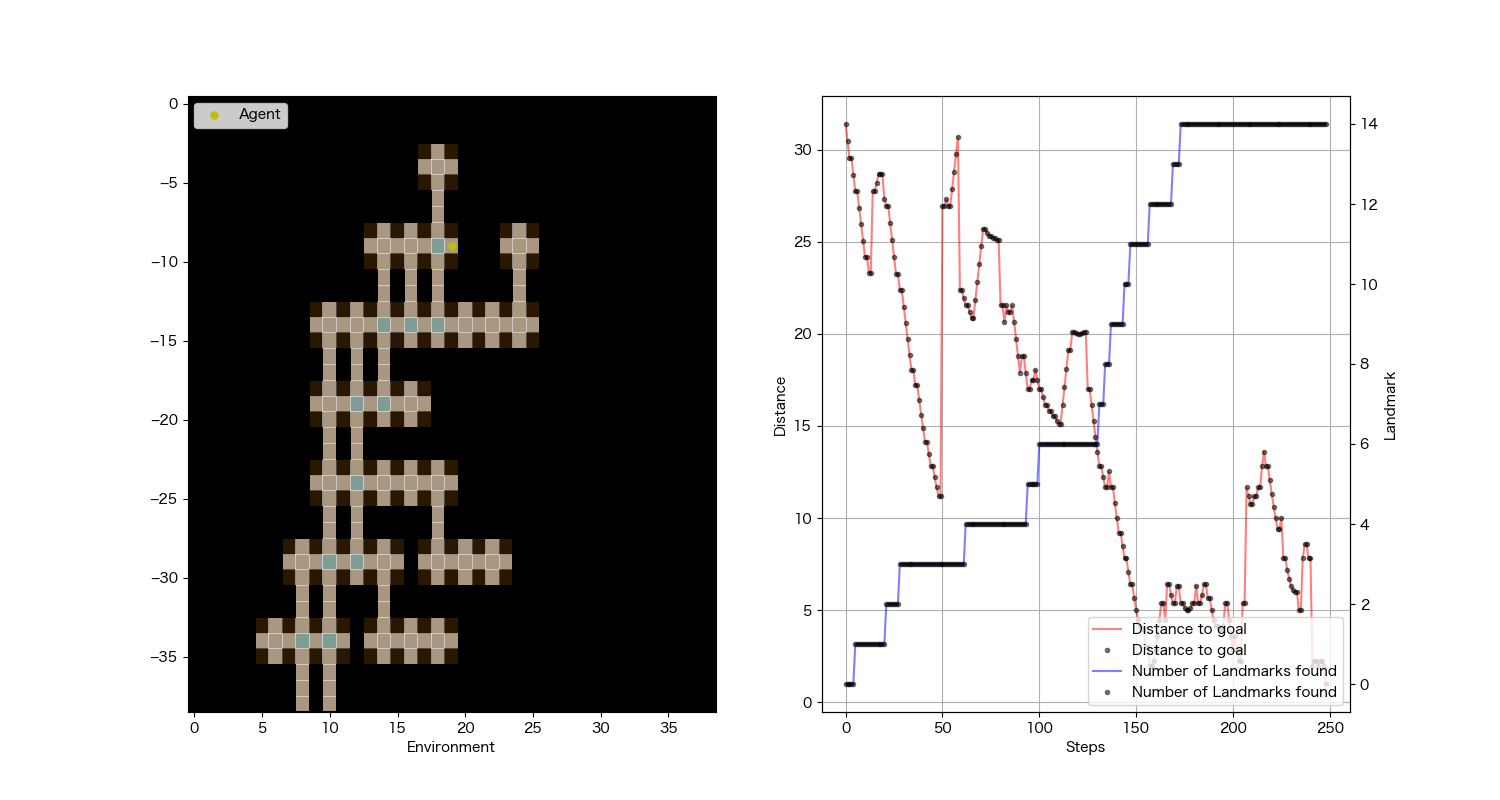 Agent
0
−5
−10
−15
−20
−25
−30
−35
0 5 10 15 20 25 30 35
Environment
30
25
20
15
10
5
0
Distance
14
12
10
8
6
4
2
0
Landmark
Distance to goal
Distance to goal
Number of Landmarks found
Number of Landmarks found
0 50 100 150 200 250
Steps